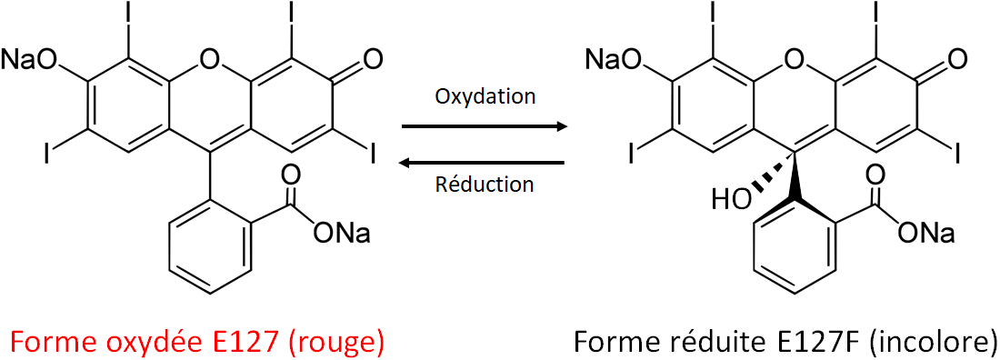 I I I I
NaO O O NaO O O
Oxydation
I I I I
Réduction
O O
HO
ONa ONa
Forme oxydée E127 (rouge) Forme réduite E127F (incolore)